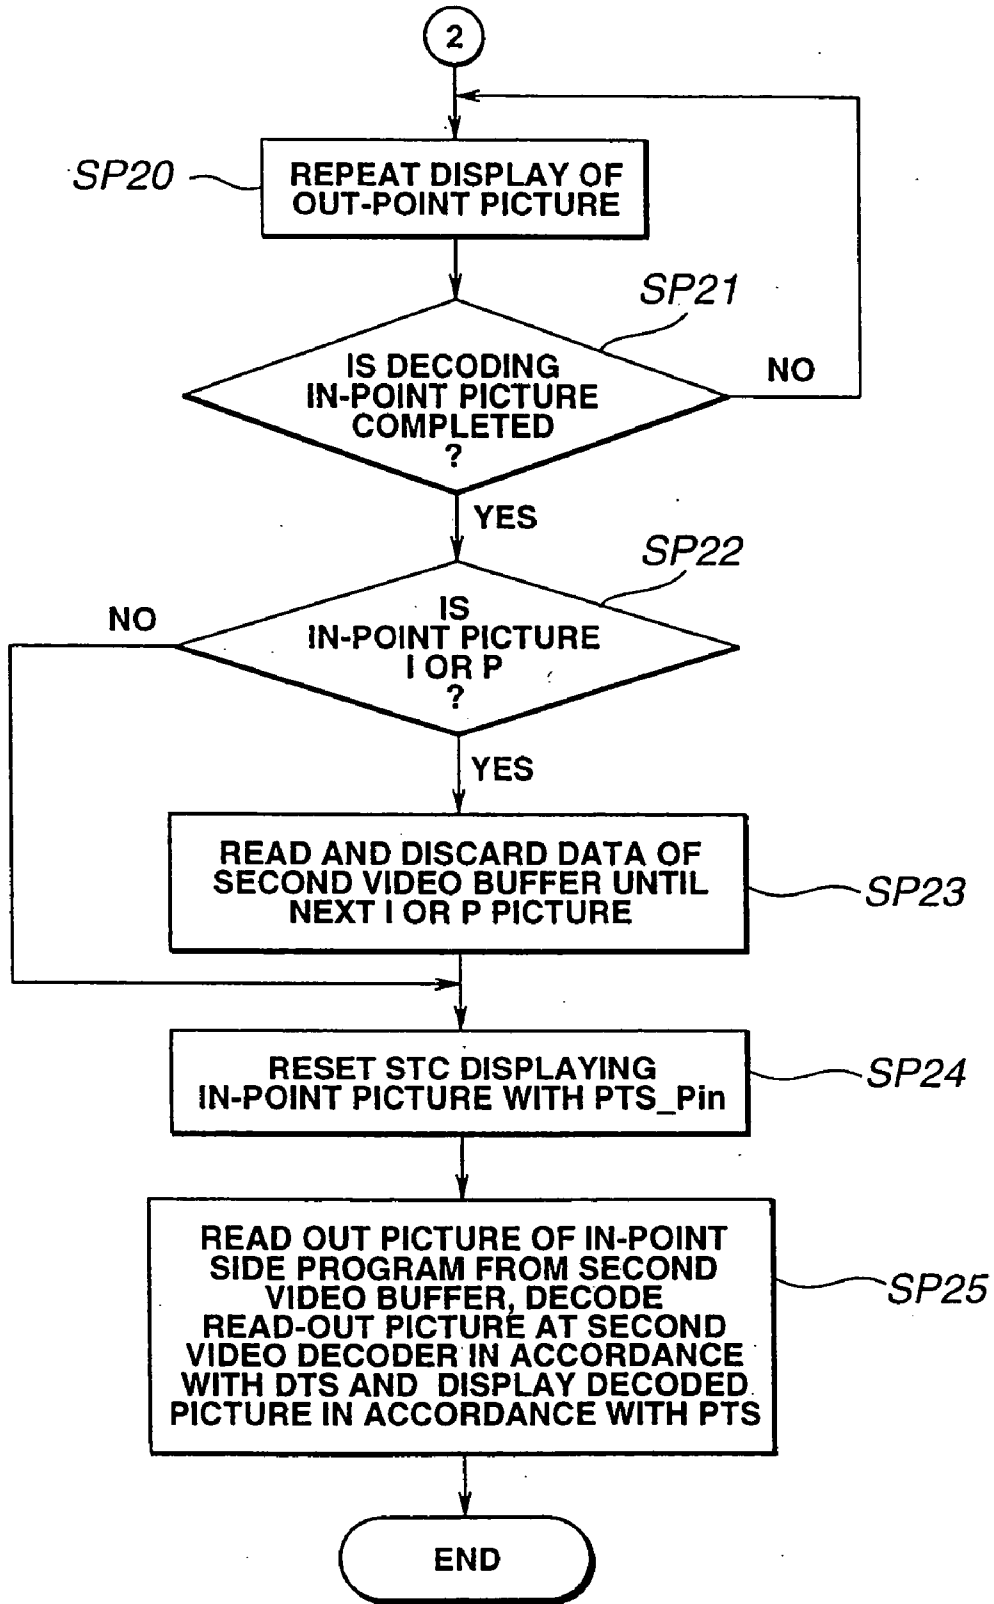 2
SP20
REPEAT DISPLAY OF
OUT-POINT PICTURE
SP21
IS DECODING
IN-POINT PICTURE
COMPLETED
?
NO
YES
SP22
NO
IS
IN-POINT PICTURE
I OR P
?
YES
READ AND DISCARD DATA OF
SECOND VIDEO BUFFER UNTIL
NEXT I OR P PICTURE
SP23
RESET STC DISPLAYING
IN-POINT PICTURE WITH PTS_Pin
SP24
READ OUT PICTURE OF IN-POINT
SIDE PROGRAM FROM SECOND
VIDEO BUFFER, DECODE
READ-OUT PICTURE AT SECOND
VIDEO DECODER IN ACCORDANCE
WITH DTS AND DISPLAY DECODED
PICTURE IN ACCORDANCE WITH PTS
SP25
END